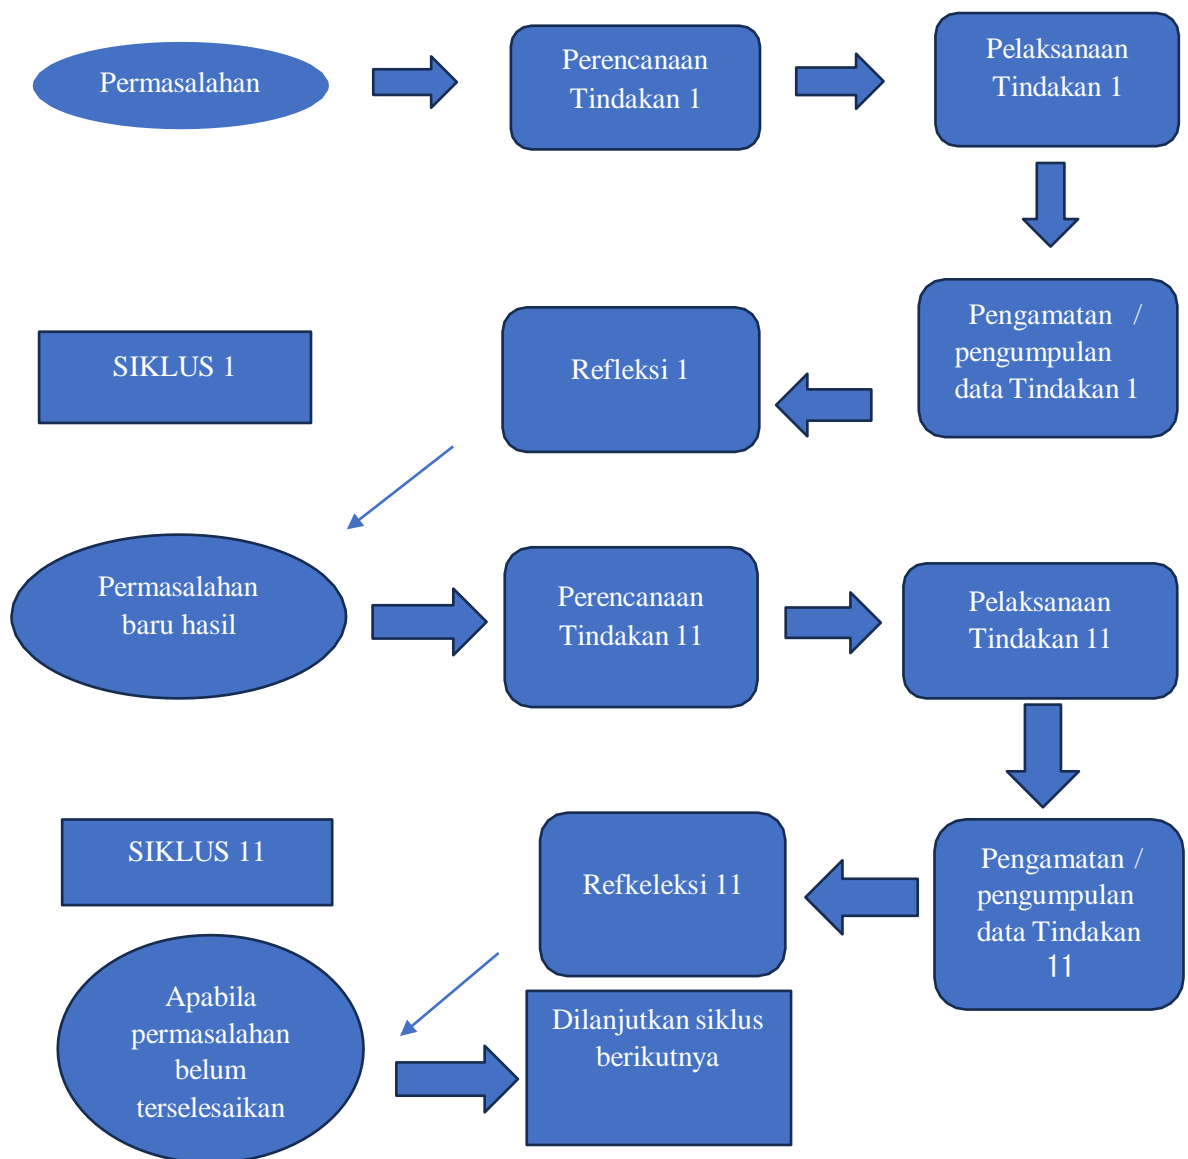 Permasalahan
Perencanaan
Tindakan 1
Pelaksanaan
Tindakan 1
Pengamatan /
pengumpulan
data Tindakan 1
Refleksi 1
SIKLUS 1
Permasalahan
baru hasil
Perencanaan
Tindakan 11
Pelaksanaan
Tindakan 11
Pengamatan /
pengumpulan
data Tindakan
11
Refkeleksi 11
SIKLUS 11
Apabila
permasalahan
belum
terselesaikan
Dilanjutkan siklus
berikutnya